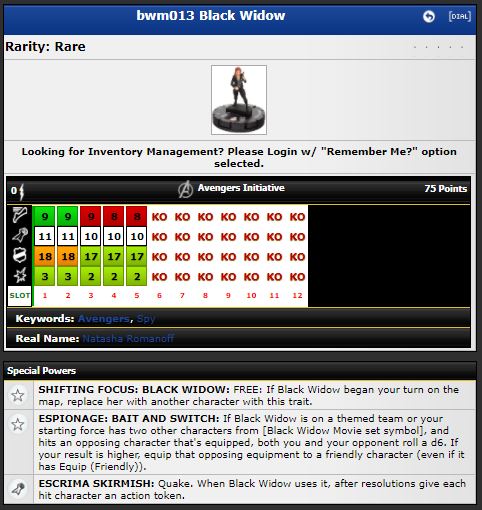 bwm013 Black Widow
[DIAL]
Rarity: Rare
Looking for Inventory Management? Please Login w/ "Remember Me?" option
selected.
0 Avengers Initiative 75 Points
9 9 9 8 8 KO KO KO KO KO KO KO
11 11 10 10 10 KO KO KO KO KO KO KO
18 18 17 17 17 KO KO KO KO KO KO KO
3 3 2 2 2 KO KO KO KO KO KO KO
SLOT 1 2 3 4 5 6 7 8 9 10 11 12
Keywords: Avengers, Spy
Real Name: Natasha Romanoff
Special Powers
SHIFTING FOCUS: BLACK WIDOW: FREE: If Black Widow began your turn on the
map, replace her with another character with this trait.
ESPIONAGE: BAIT AND SWITCH: If Black Widow is on a themed team or your
starting force has two other characters from [Black Widow Movie set symbol], and
hits an opposing character that's equipped, both you and your opponent roll a d6. If
your result is higher, equip that opposing equipment to a friendly character (even if it
has Equip (Friendly)).
ESCRIMA SKIRMISH: Quake. When Black Widow uses it, after resolutions give each
hit character an action token.